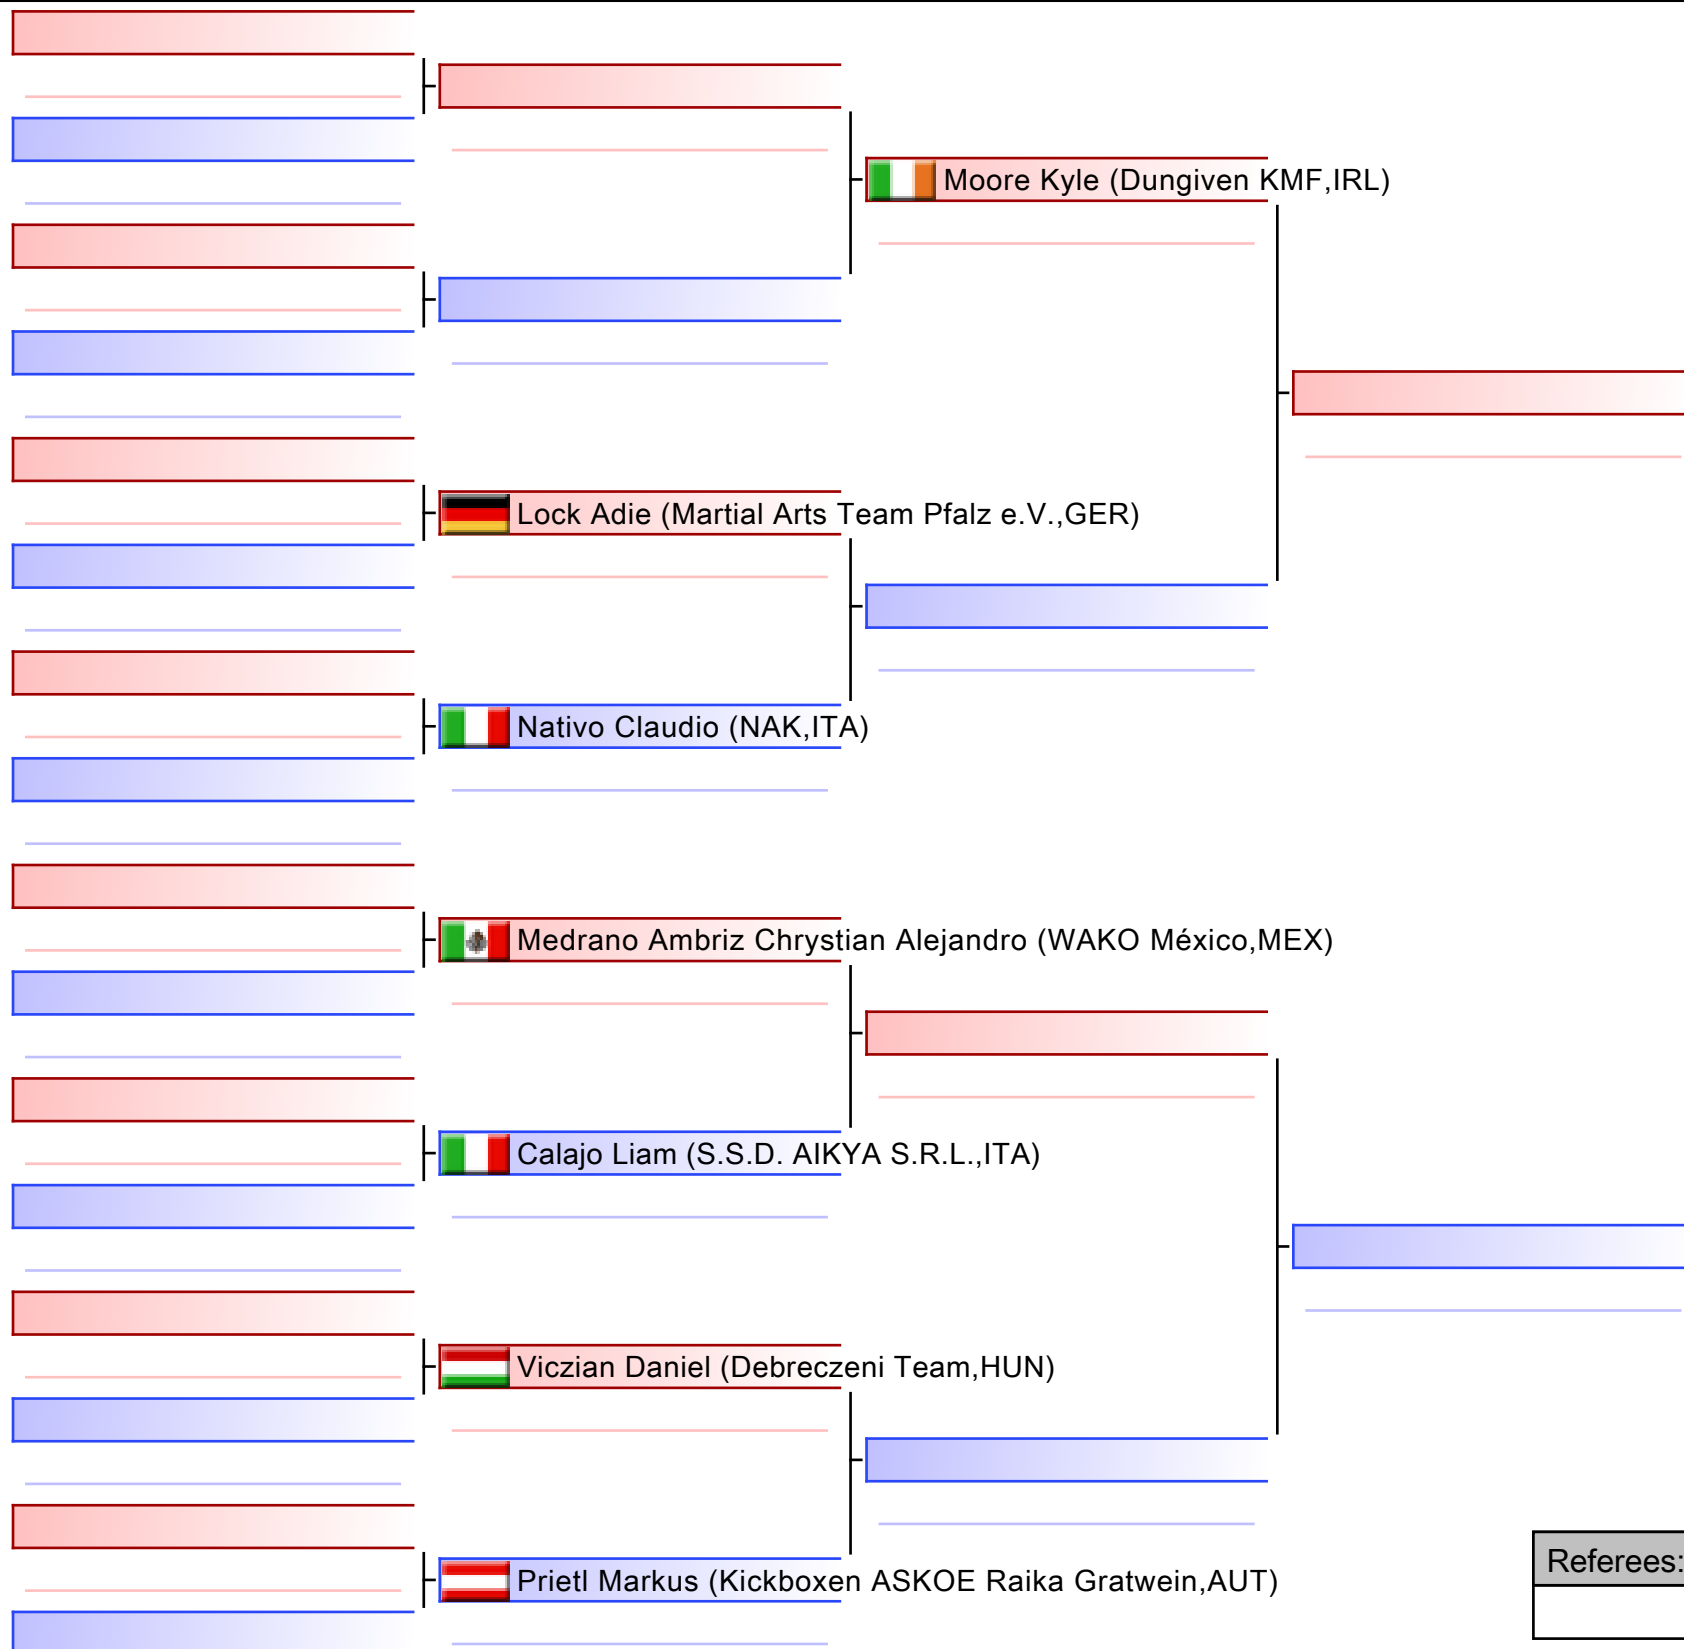 Moore Kyle (Dungiven KMF,IRL)
Lock Adie (Martial Arts Team Pfalz e.V.,GER)
Nativo Claudio (NAK,ITA)
Medrano Ambriz Chrystian Alejandro (WAKO México,MEX)
Calajo Liam (S.S.D. AIKYA S.R.L.,ITA)
Viczian Daniel (Debreczeni Team,HUN)
Prietl Markus (Kickboxen ASKOE Raika Gratwein,AUT)
Referees: